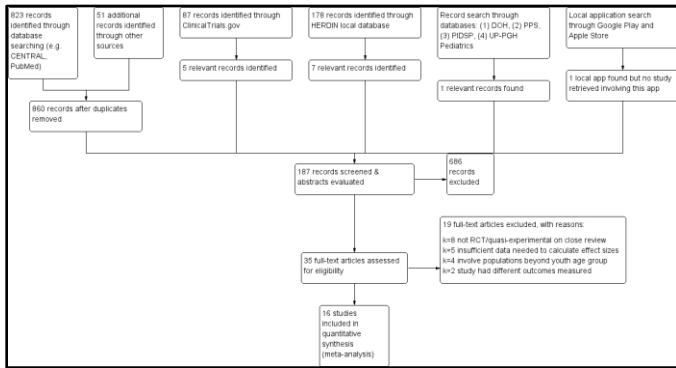 823 records
identified through
database
searching (e.g.
CENTRAL,
PubMed)
51 additional
records identified
through other
sources
87 records identified through
ClinicalTrials.gov
178 records identified through
HERDIN local database
Record search through
databases: (1) DOH, (2) PPS,
(3) PIDSP, (4) UP-PGH
Pediatrics
Local application search through
Google Play and
Apple Store
5 relevant records identified
7 relevant records identified
1 relevant records found
1 local app found but no study
retrieved involving this app
860 records after duplicates
removed
187 records screened &
abstracts evaluated
686
records
excluded
19 full-text articles excluded, with reasons:
k=8 not RCT/quasi-experimental on close review
k=5 insufficient data needed to calculate effect sizes
k=4 involve populations beyond youth age group
k=2 study had different outcomes measured
35 full-text articles assessed
for eligibility
16 studies
included in
quantitative
synthesis
(meta-analysis)